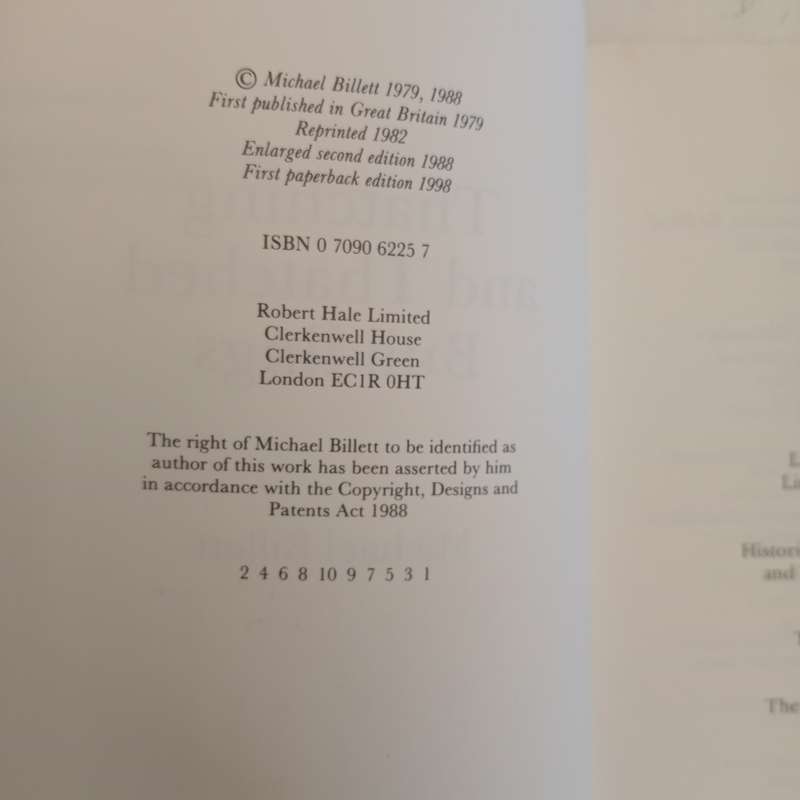 © Michael Billett 1979, 1988
First published in Great Britain 1979
Reprinted 1982
Enlarged second edition 1988
First paperback edition 1998
ISBN 0 7090 6225 7
Robert Hale Limited
Clerkenwell House
Clerkenwell Green
London EC1R 0HT
The right of Michael Billett to be identified as
author of this work has been asserted by him
in accordance with the Copyright, Designs and
Patents Act 1988
2 4 6 8 10 9 7 5 3 1
and
The